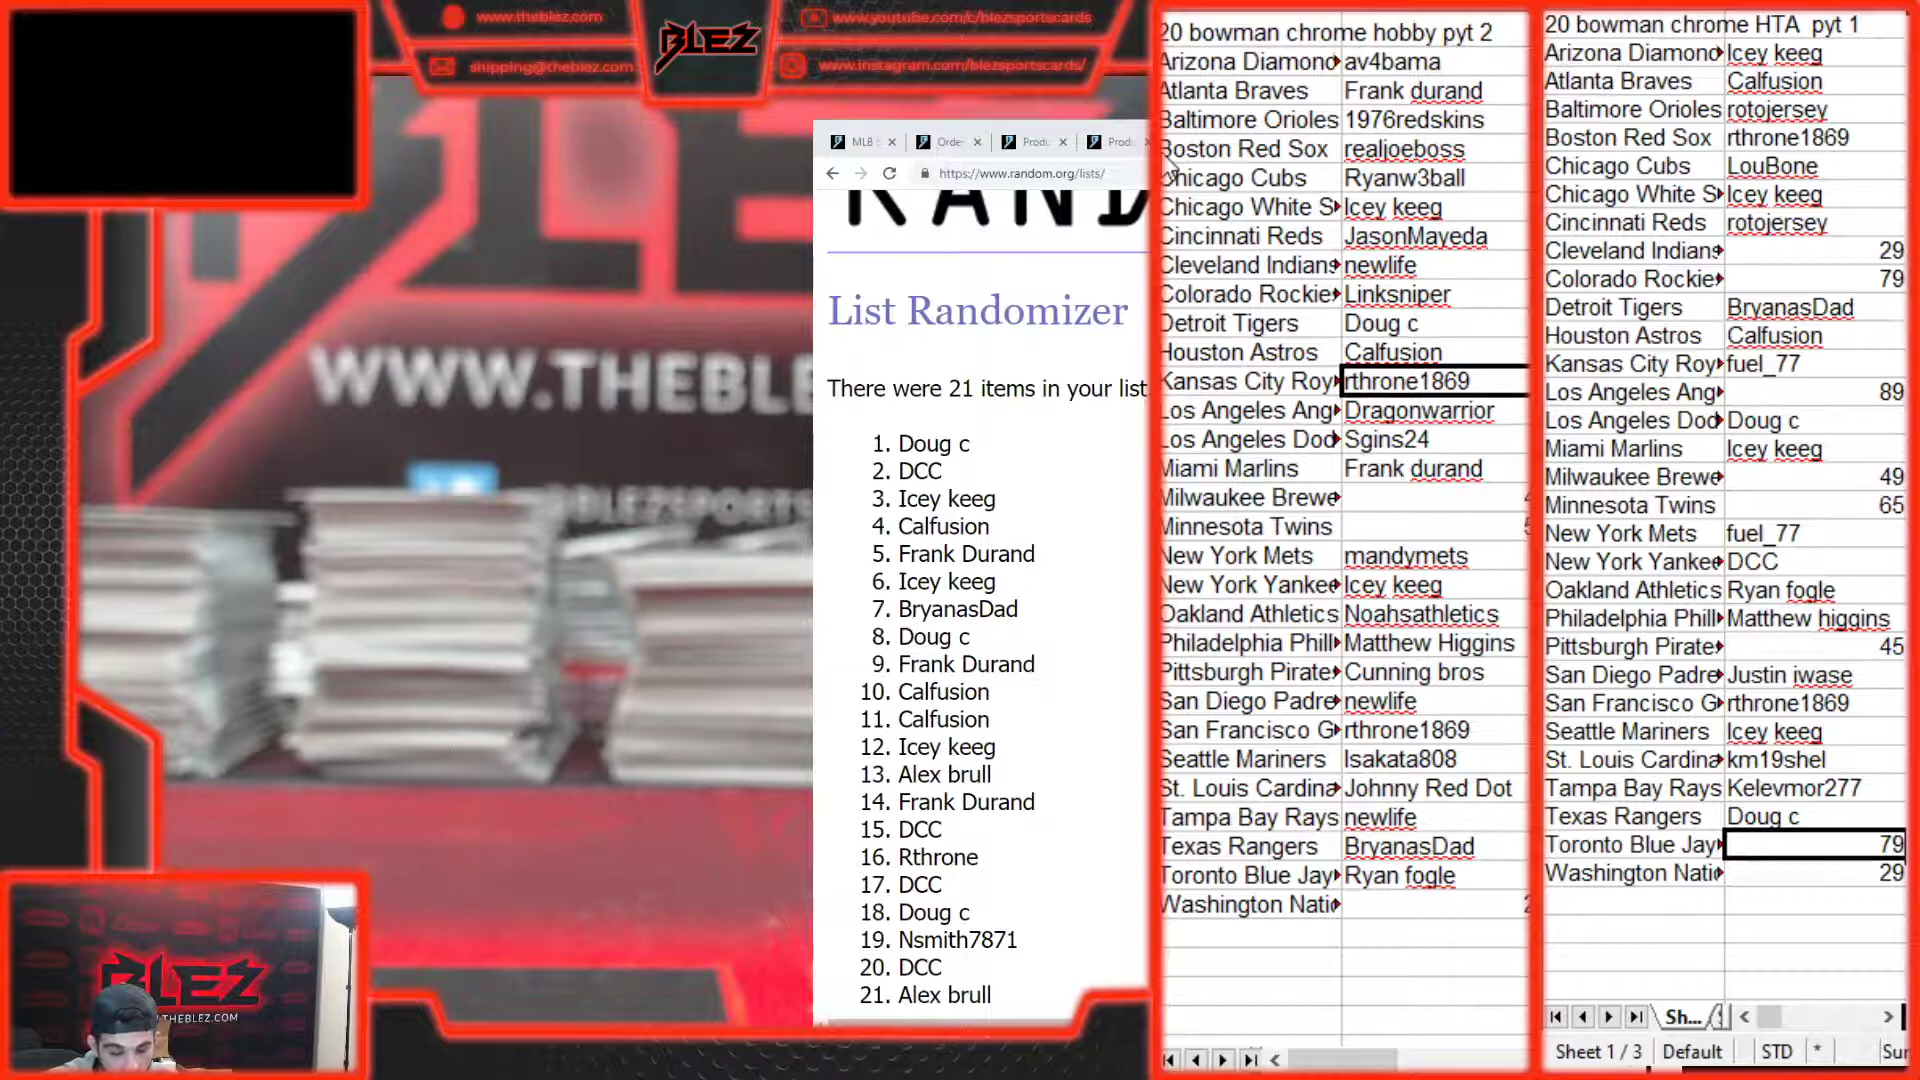 www.theblez.com
BLEZ
www.youtube.com/c/blezsportscards
shipping@theblez.com
www.instagram.com/blezsportscards/
WWW.THEBLE
BLEZSPORTS
MLB
Orde
Produ
Produ
https://www.random.org/lists/
RAND
List Randomizer
There were 21 items in your list
1. Doug c
2. DCC
3. Icey keeg
4. Calfusion
5. Frank Durand
6. Icey keeg
7. BryanasDad
8. Doug c
9. Frank Durand
10. Calfusion
11. Calfusion
12. Icey keeg
13. Alex brull
14. Frank Durand
15. DCC
16. Rthrone
17. DCC
18. Doug c
19. Nsmith7871
20. DCC
21. Alex brull
20 bowman chrome hobby pyt 2
Arizona Diamond av4bama
Atlanta Braves Frank durand
Baltimore Orioles 1976redskins
Boston Red Sox realjoeboss
Chicago Cubs Ryanw3ball
Chicago White S Icey keeg
Cincinnati Reds JasonMayeda
Cleveland Indians newlife
Colorado Rockie Linksniper
Detroit Tigers Doug c
Houston Astros Calfusion
Kansas City Roy rthrone1869
Los Angeles Ang Dragonwarrior
Los Angeles Dod Sgins24
Miami Marlins Frank durand
Milwaukee Brewe
Minnesota Twins
New York Mets mandymets
New York Yankee Icey keeg
Oakland Athletics Noahsathletics
Philadelphia Phill Matthew Higgins
Pittsburgh Pirate Cunning bros
San Diego Padre newlife
San Francisco G rthrone1869
Seattle Mariners Isakata808
St. Louis Cardina Johnny Red Dot
Tampa Bay Rays newlife
Texas Rangers BryanasDad
Toronto Blue Jay Ryan fogle
Washington Natio 2
20 bowman chrome HTA pyt 1
Arizona Diamond Icey keeg
Atlanta Braves Calfusion
Baltimore Orioles rotojersey
Boston Red Sox rthrone1869
Chicago Cubs LouBone
Chicago White S Icey keeg
Cincinnati Reds rotojersey
Cleveland Indians 29
Colorado Rockie 79
Detroit Tigers BryanasDad
Houston Astros Calfusion
Kansas City Roy fuel_77
Los Angeles Ang 89
Los Angeles Dod Doug c
Miami Marlins Icey keeg
Milwaukee Brewe 49
Minnesota Twins 65
New York Mets fuel_77
New York Yankee DCC
Oakland Athletics Ryan fogle
Philadelphia Phill Matthew higgins
Pittsburgh Pirate 45
San Diego Padre Justin iwase
San Francisco G rthrone1869
Seattle Mariners Icey keeg
St. Louis Cardina km19shel
Tampa Bay Rays Kelevmor277
Texas Rangers Doug c
Toronto Blue Jay 79
Washington Natio 29
Sh...
Sheet 1 / 3 Default STD * Sur
BLEZ
THEBLEZ.COM